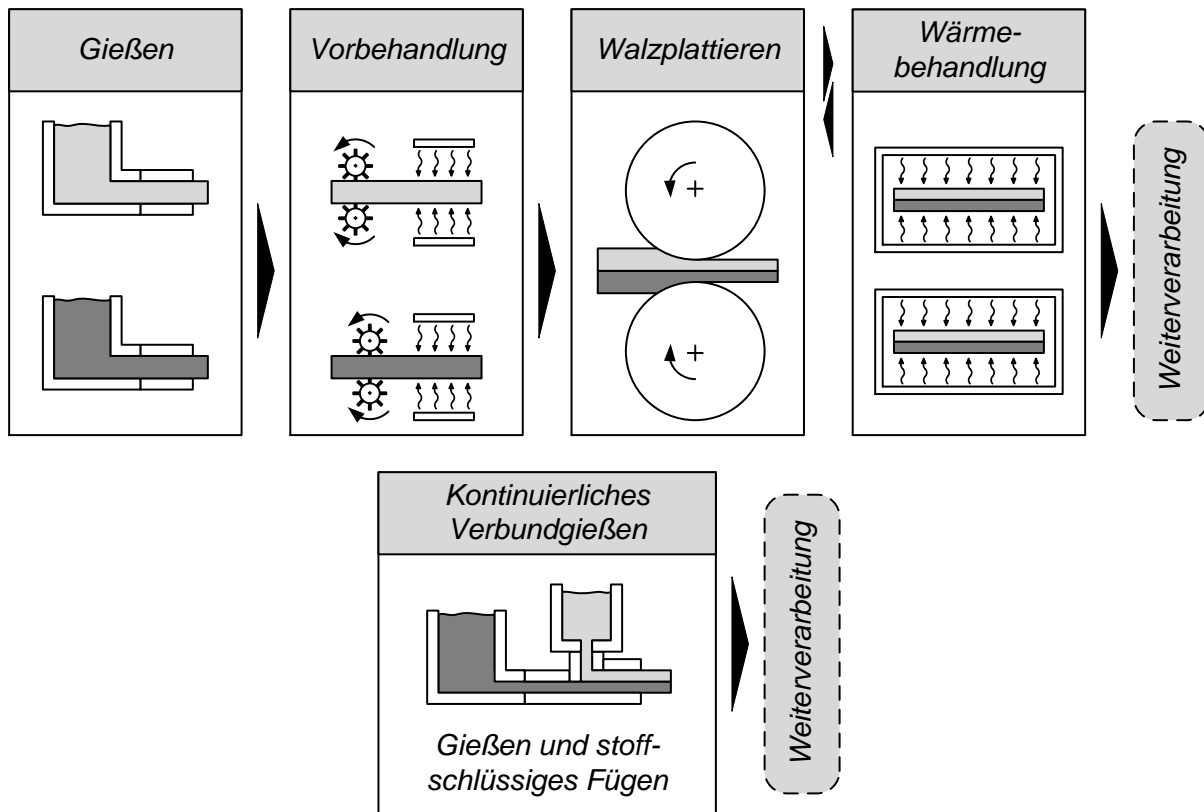 Gießen
Vorbehandlung
Walzplattieren
Wärme-
behandlung
Weiterverarbeitung
Kontinuierliches
Verbundgießen
Gießen und stoff-
schlüssiges Fügen
Weiterverarbeitung